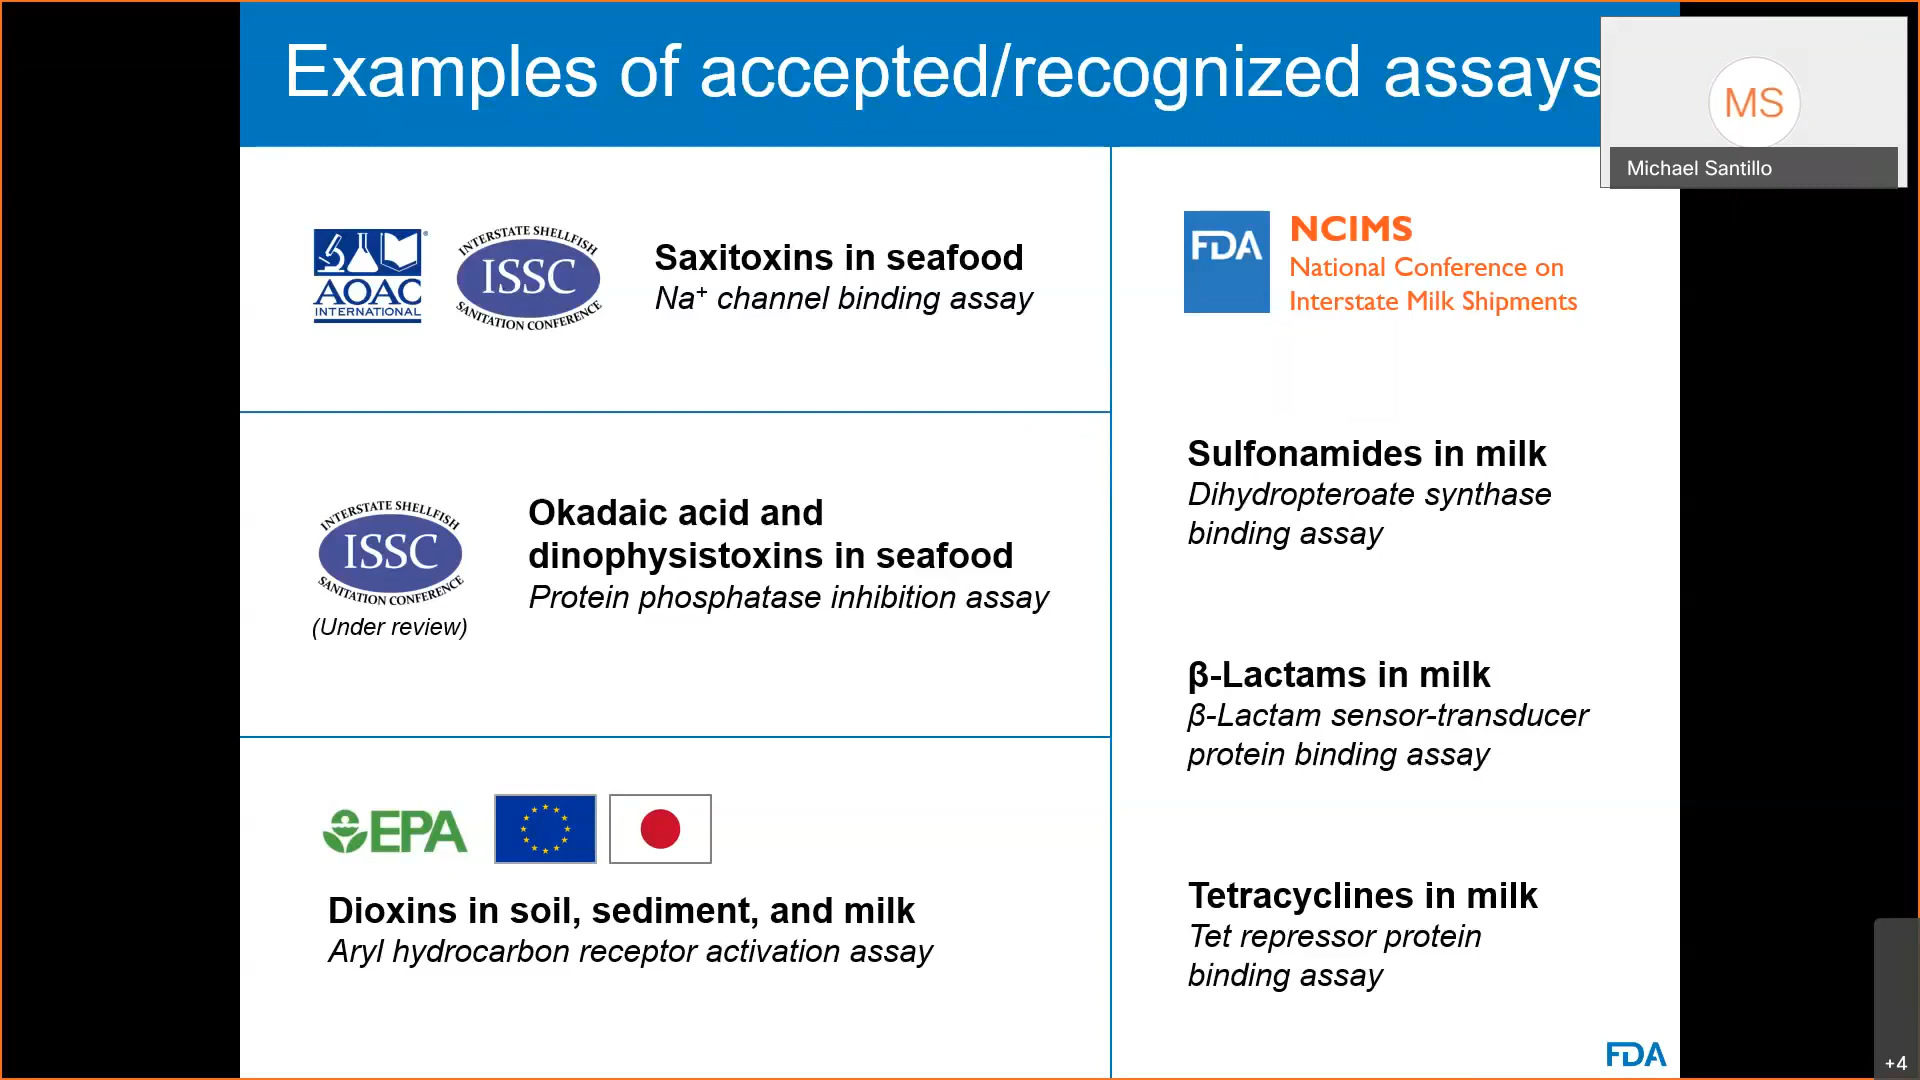 Examples of accepted/recognized assays
MS
Michael Santillo
AOAC
INTERNATIONAL
INTERSTATE SHELLFISH
ISSC
SANITATION CONFERENCE
Saxitoxins in seafood
Na⁺ channel binding assay
INTERSTATE SHELLFISH
ISSC
SANITATION CONFERENCE
(Under review)
Okadaic acid and
dinophysistoxins in seafood
Protein phosphatase inhibition assay
EPA
Dioxins in soil, sediment, and milk
Aryl hydrocarbon receptor activation assay
FDA
NCIMS
National Conference on
Interstate Milk Shipments
Sulfonamides in milk
Dihydropteroate synthase
binding assay
β-Lactams in milk
β-Lactam sensor-transducer
protein binding assay
Tetracyclines in milk
Tet repressor protein
binding assay
FDA
+4